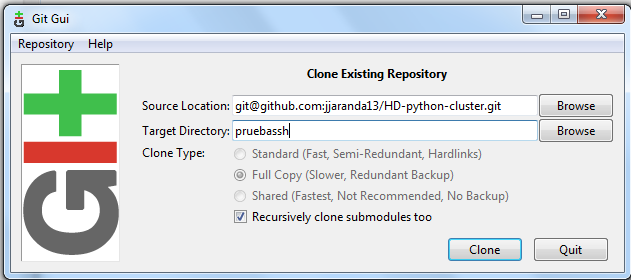 Git Gui
Repository Help
Clone Existing Repository
Source Location: git@github.com:jjaranda13/HD-python-cluster.git Browse
Target Directory: pruebassh Browse
Clone Type: Standard (Fast, Semi-Redundant, Hardlinks)
Full Copy (Slower, Redundant Backup)
Shared (Fastest, Not Recommended, No Backup)
Recursively clone submodules too
Clone Quit
GIT